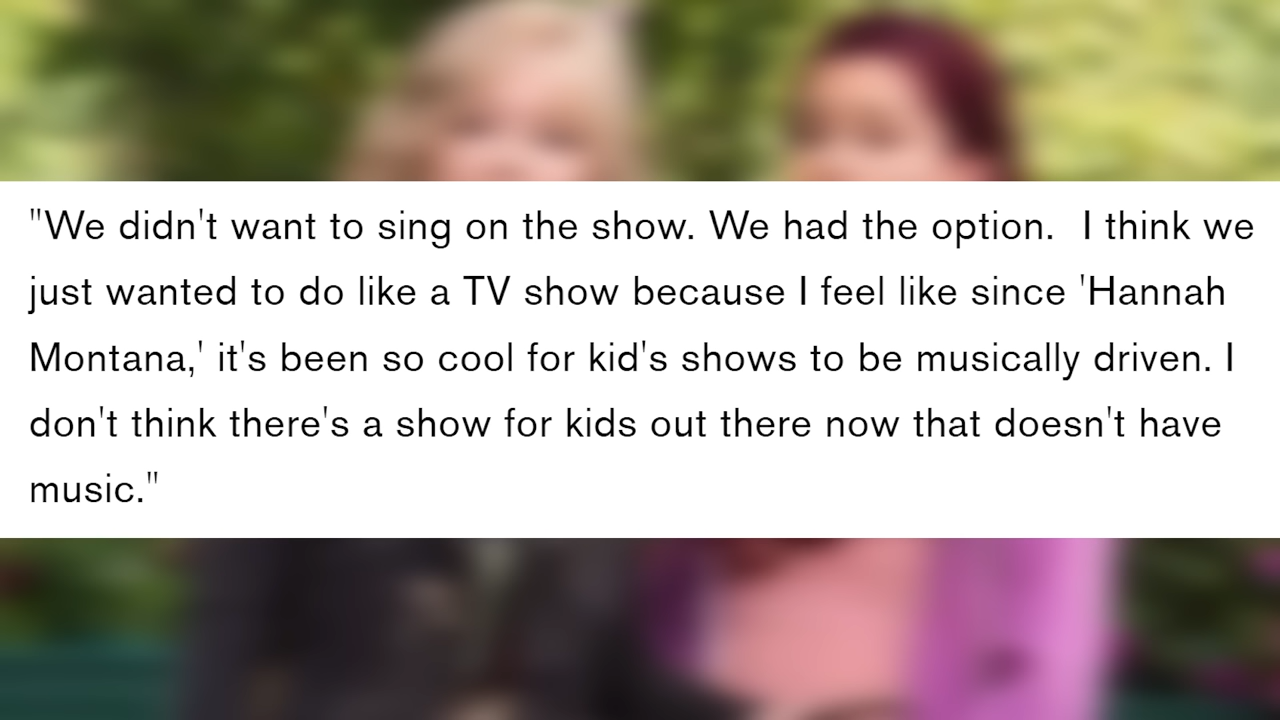 "We didn't want to sing on the show. We had the option.  I think we
just wanted to do like a TV show because I feel like since 'Hannah
Montana,' it's been so cool for kid's shows to be musically driven. I
don't think there's a show for kids out there now that doesn't have
music."